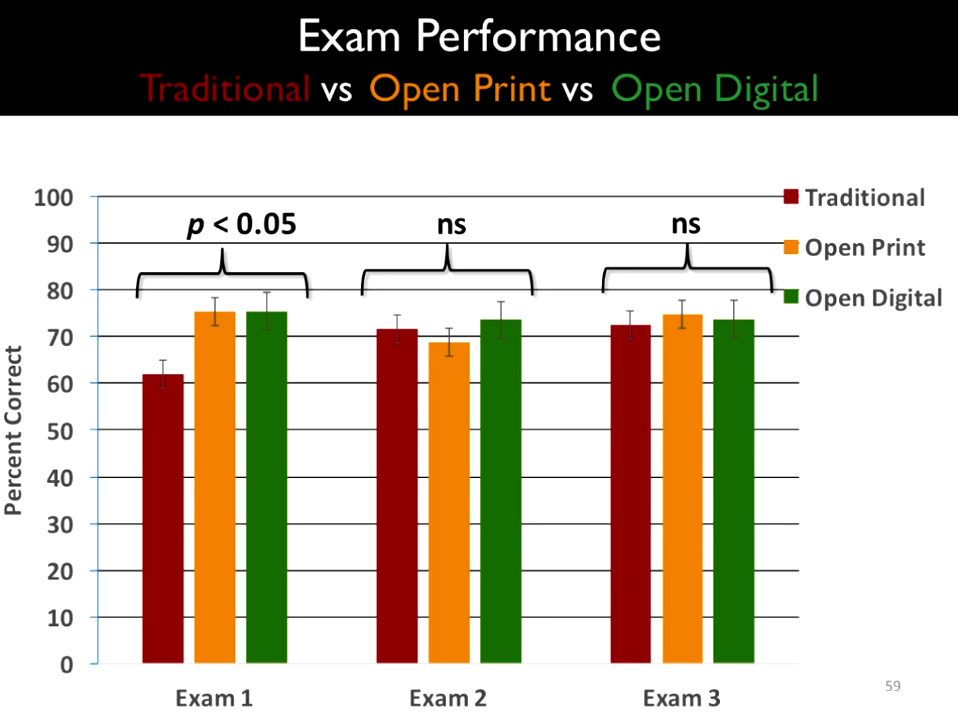 Exam Performance
Traditional vs Open Print vs Open Digital
100
90
80
70
60
50
40
30
20
10
0
Percent Correct
p < 0.05
ns
ns
Traditional
Open Print
Open Digital
Exam 1
Exam 2
Exam 3
59